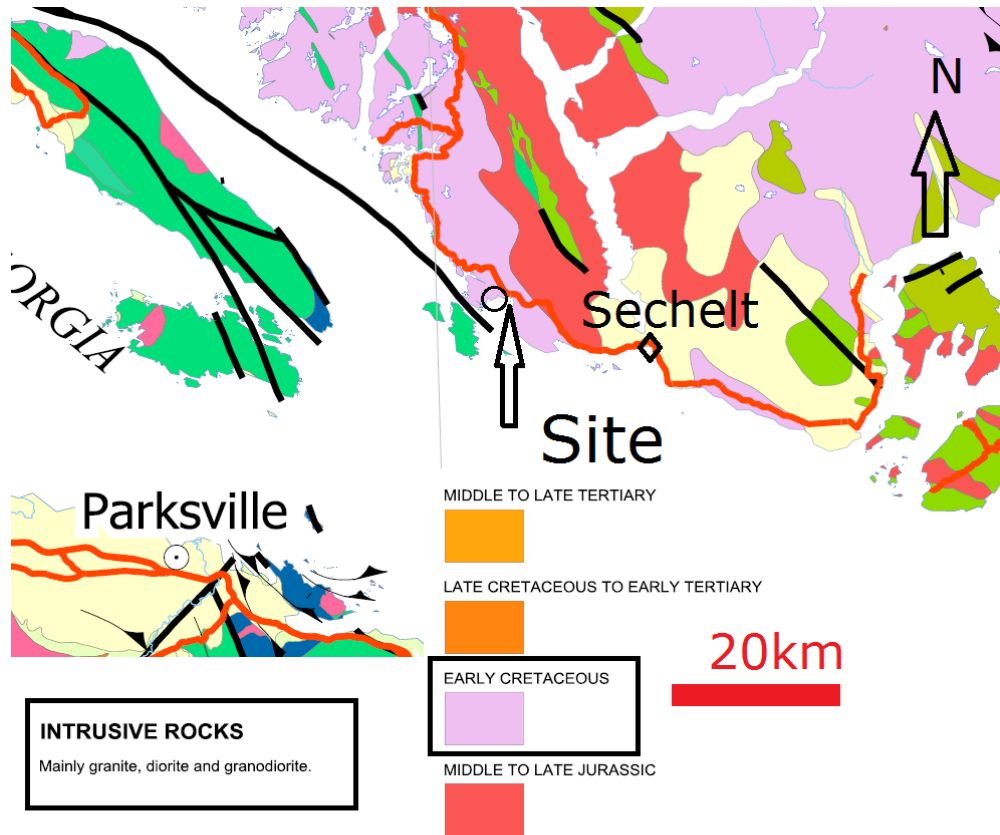 N
ORGIA
Sechelt
Site
Parksville
MIDDLE TO LATE TERTIARY
LATE CRETACEOUS TO EARLY TERTIARY
20km
EARLY CRETACEOUS
INTRUSIVE ROCKS
Mainly granite, diorite and granodiorite.
MIDDLE TO LATE JURASSIC